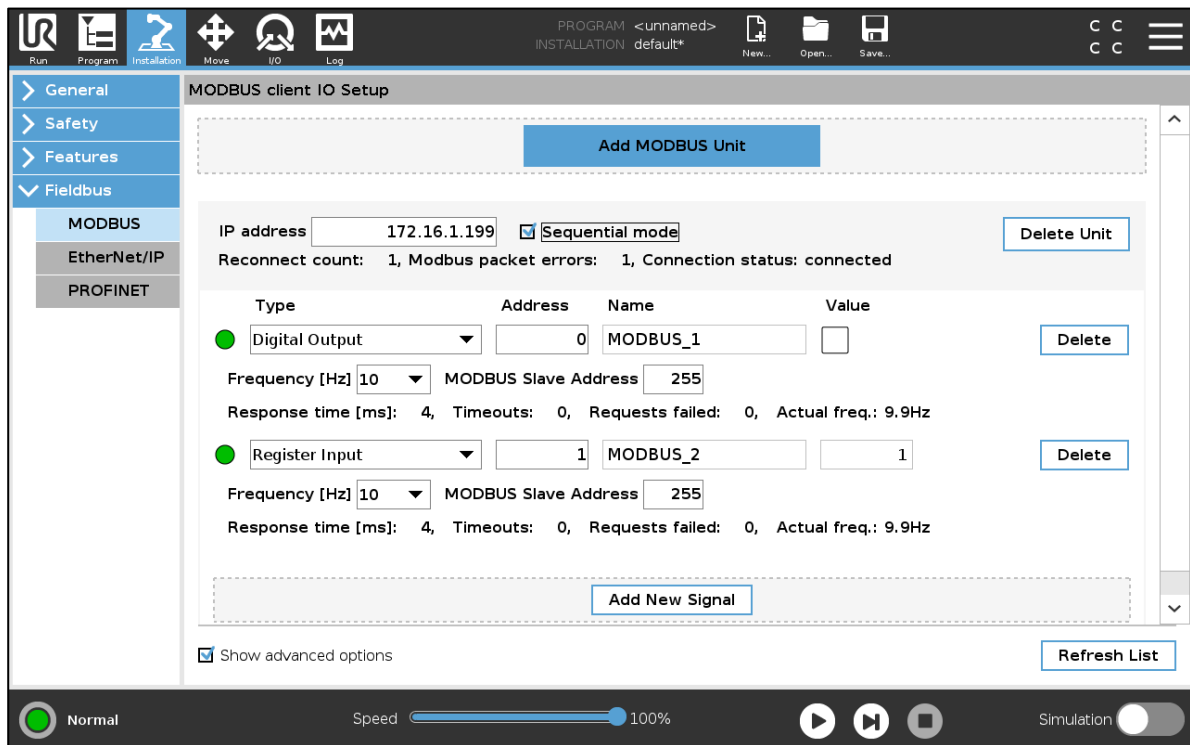 PROGRAM <unnamed>
INSTALLATION default*
UR
Run
Program
Installation
Move
I/O
Log
New...
Open...
Save...
C C
C C
General
Safety
Features
Fieldbus
MODBUS
EtherNet/IP
PROFINET
MODBUS client IO Setup
Add MODBUS Unit
IP address 172.16.1.199 Sequential mode Delete Unit
Reconnect count: 1, Modbus packet errors: 1, Connection status: connected
Type Address Name Value
Digital Output 0 MODBUS_1 Delete
Frequency [Hz] 10 MODBUS Slave Address 255
Response time [ms]: 4, Timeouts: 0, Requests failed: 0, Actual freq.: 9.9Hz
Register Input 1 MODBUS_2 1 Delete
Frequency [Hz] 10 MODBUS Slave Address 255
Response time [ms]: 4, Timeouts: 0, Requests failed: 0, Actual freq.: 9.9Hz
Add New Signal
Show advanced options Refresh List
Normal Speed 100% Simulation